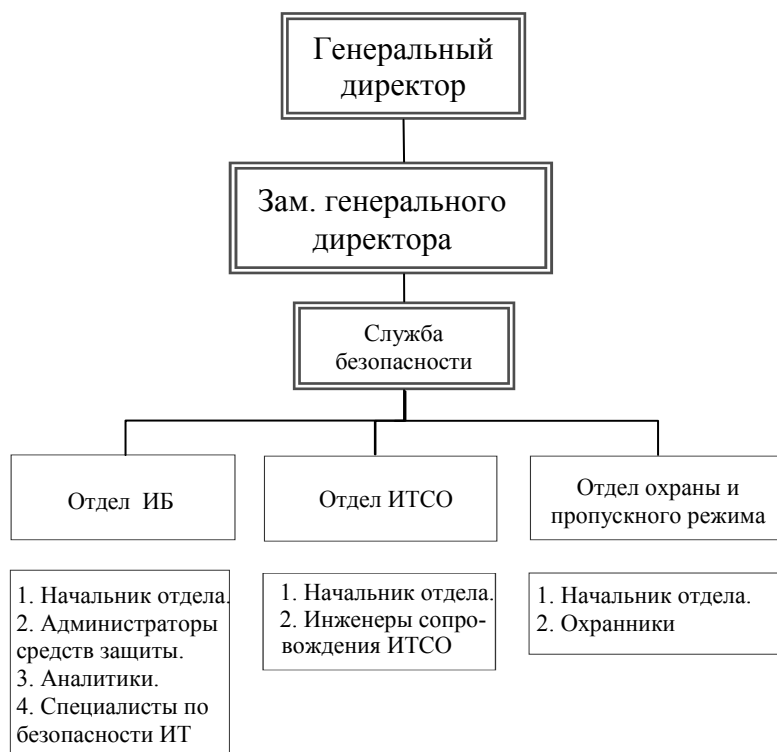 Генеральный
директор
Зам. генерального
директора
Служба
безопасности
Отдел ИБ
Отдел ИТСО
Отдел охраны и
пропускного режима
1. Начальник отдела.
2. Администраторы
средств защиты.
3. Аналитики.
4. Специалисты по
безопасности ИТ
1. Начальник отдела.
2. Инженеры сопро-
вождения ИТСО
1. Начальник отдела.
2. Охранники